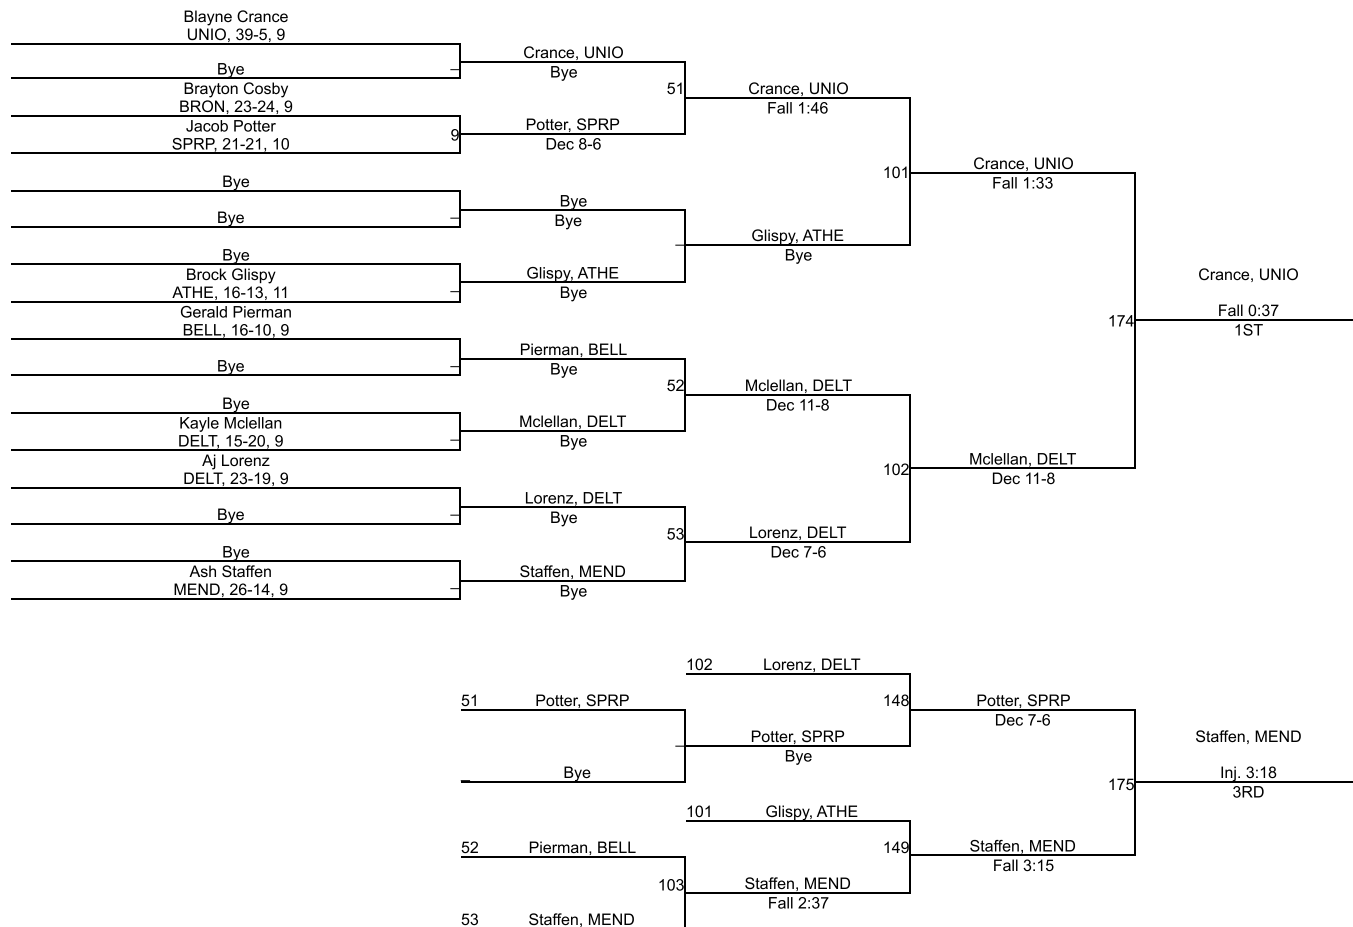 Blayne Crance
UNIO, 39-5, 9
Bye
Brayton Cosby
BRON, 23-24, 9
Jacob Potter
SPRP, 21-21, 10
9
Bye
Bye
Bye
Brock Glispy
ATHE, 16-13, 11
Gerald Pierman
BELL, 16-10, 9
Bye
Bye
Kayle Mclellan
DELT, 15-20, 9
Aj Lorenz
DELT, 23-19, 9
Bye
Bye
Ash Staffen
MEND, 26-14, 9
Crance, UNIO
Bye
51
Potter, SPRP
Dec 8-6
Bye
Bye
Glispy, ATHE
Bye
Pierman, BELL
Bye
52
Mclellan, DELT
Bye
Lorenz, DELT
Bye
53
Staffen, MEND
Bye
Crance, UNIO
Fall 1:46
101
Glispy, ATHE
Bye
Mclellan, DELT
Dec 11-8
102
Lorenz, DELT
Dec 7-6
Crance, UNIO
Fall 1:33
174
Mclellan, DELT
Dec 11-8
Crance, UNIO
Fall 0:37
1ST
102 Lorenz, DELT
51 Potter, SPRP
148
Potter, SPRP
Bye
Bye
Potter, SPRP
Dec 7-6
175
Staffen, MEND
Inj. 3:18
3RD
101 Glispy, ATHE
52 Pierman, BELL
149
103
Staffen, MEND
Fall 2:37
Staffen, MEND
Fall 3:15
53 Staffen, MEND